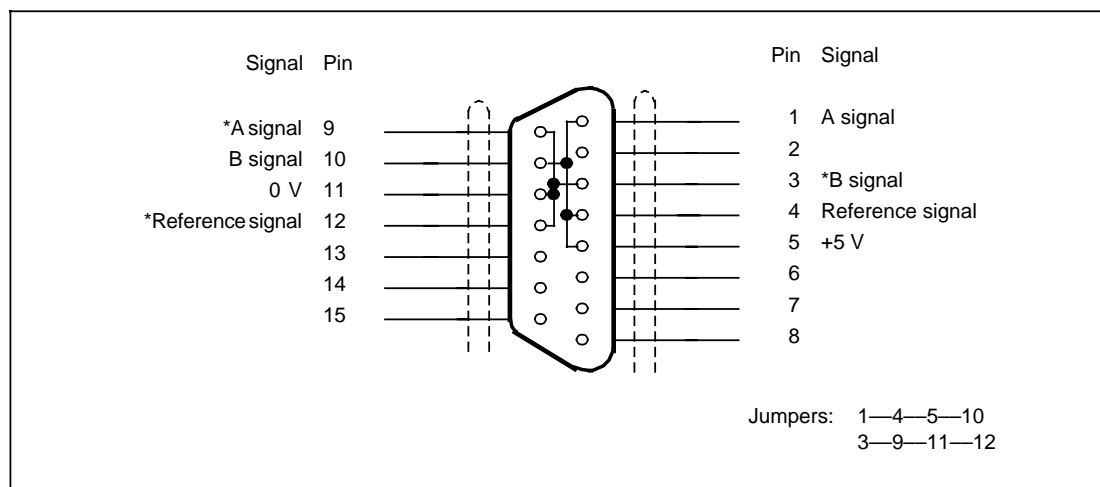 Signal Pin
*A signal 9
B signal 10
0 V 11
*Reference signal 12
13
14
15
Pin Signal
1 A signal
2
3 *B signal
4 Reference signal
5 +5 V
6
7
8
Jumpers: 1—4—5—10
3—9—11—12